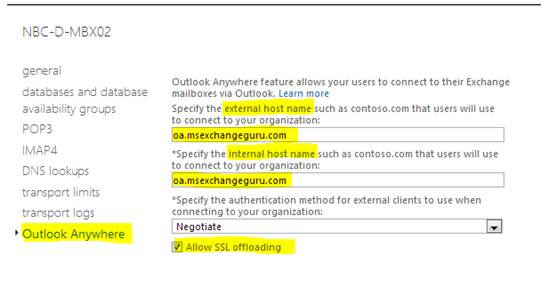 NBC-D-MBX02
general
databases and database
availability groups
POP3
IMAP4
DNS lookups
transport limits
transport logs
Outlook Anywhere
Outlook Anywhere feature allows your users to connect to their Exchange
mailboxes via Outlook. Learn more
Specify the external host name such as contoso.com that users will use
to connect to your organization:
oa.msexchangeguru.com
*Specify the internal host name such as contoso.com that users will use
to connect to your organization:
oa.msexchangeguru.com
*Specify the authentication method for external clients to use when
connecting to your organization:
Negotiate
Allow SSL offloading